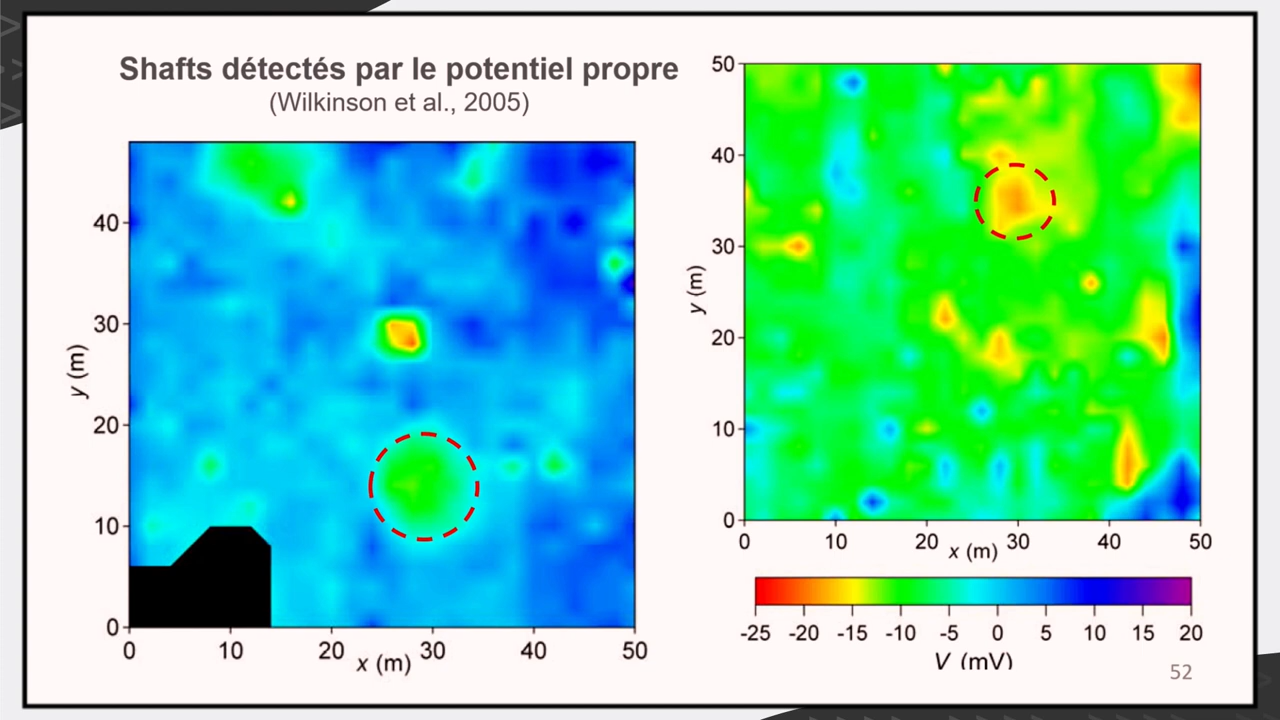 Shafts détectés par le potentiel propre
(Wilkinson et al., 2005)
40
30
20
10
0
y (m)
0 10 20 30 40 50
x (m)
50
40
30
20
10
0
y (m)
0 10 20 30 40 50
x (m)
-25 -20 -15 -10 -5 0 5 10 15 20
V (mV)
52